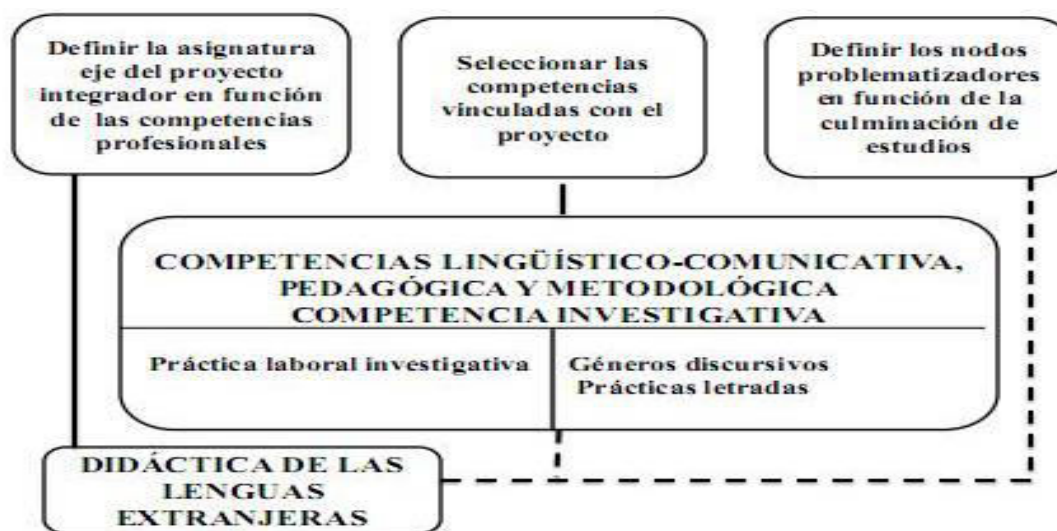 Definir la asignatura
eje del proyecto
integrador en función
de las competencias
profesionales
Seleccionar las
competencias
vinculadas con el
proyecto
Definir los nodos
problematizadores
en función de la
culminación de
estudios
COMPETENCIAS LINGÜÍSTICO-COMUNICATIVA,
PEDAGÓGICA Y METODOLÓGICA
COMPETENCIA INVESTIGATIVA
Práctica laboral investigativa
Géneros discursivos
Prácticas letradas
DIDÁCTICA DE LAS
LENGUAS
EXTRANJERAS